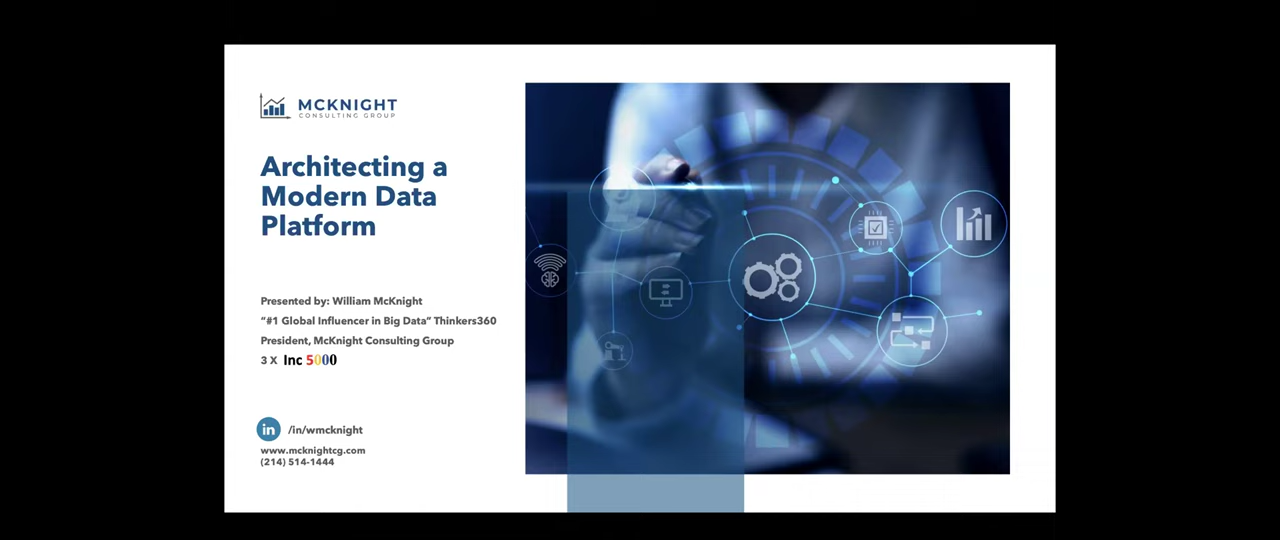 MCKNIGHT
CONSULTING GROUP
Architecting a
Modern Data
Platform
Presented by: William McKnight
“#1 Global Influencer in Big Data” Thinkers360
President, McKnight Consulting Group
3 X Inc 5000
in /in/wmcknight
www.mcknightcg.com
(214) 514-1444